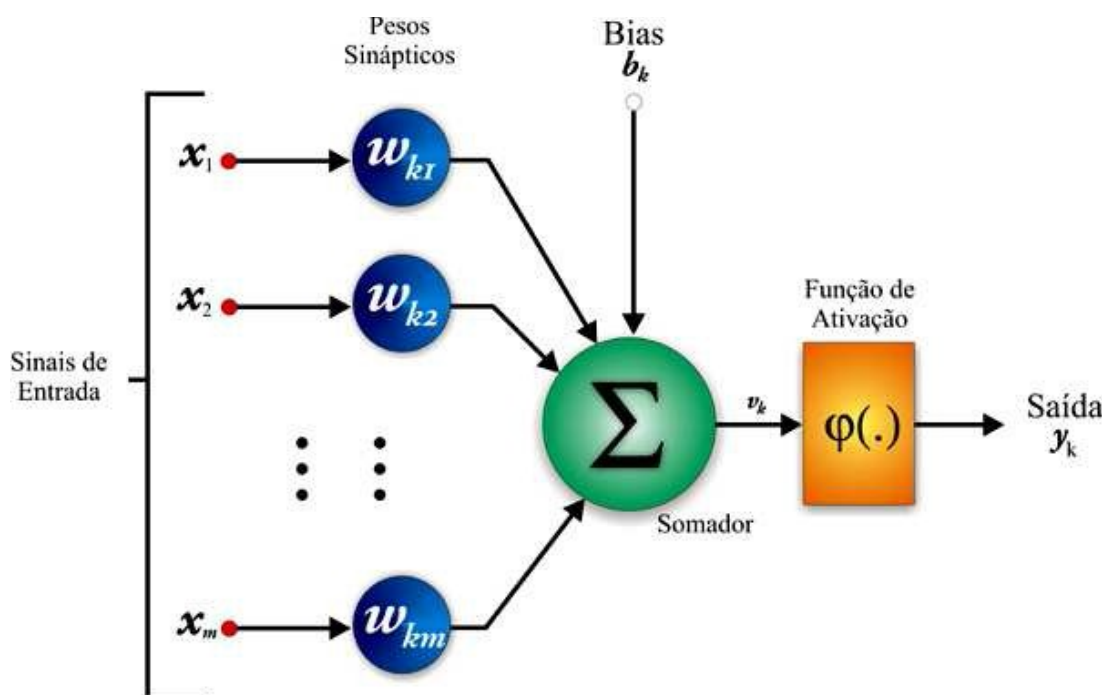 Pesos
Sinápticos
Bias
b_k
x_1
w_k1
x_2
w_k2
Função de
Ativação
Sinais de
Entrada
Σ
v_k
φ(.)
Saída
y_k
Somador
x_m
w_km